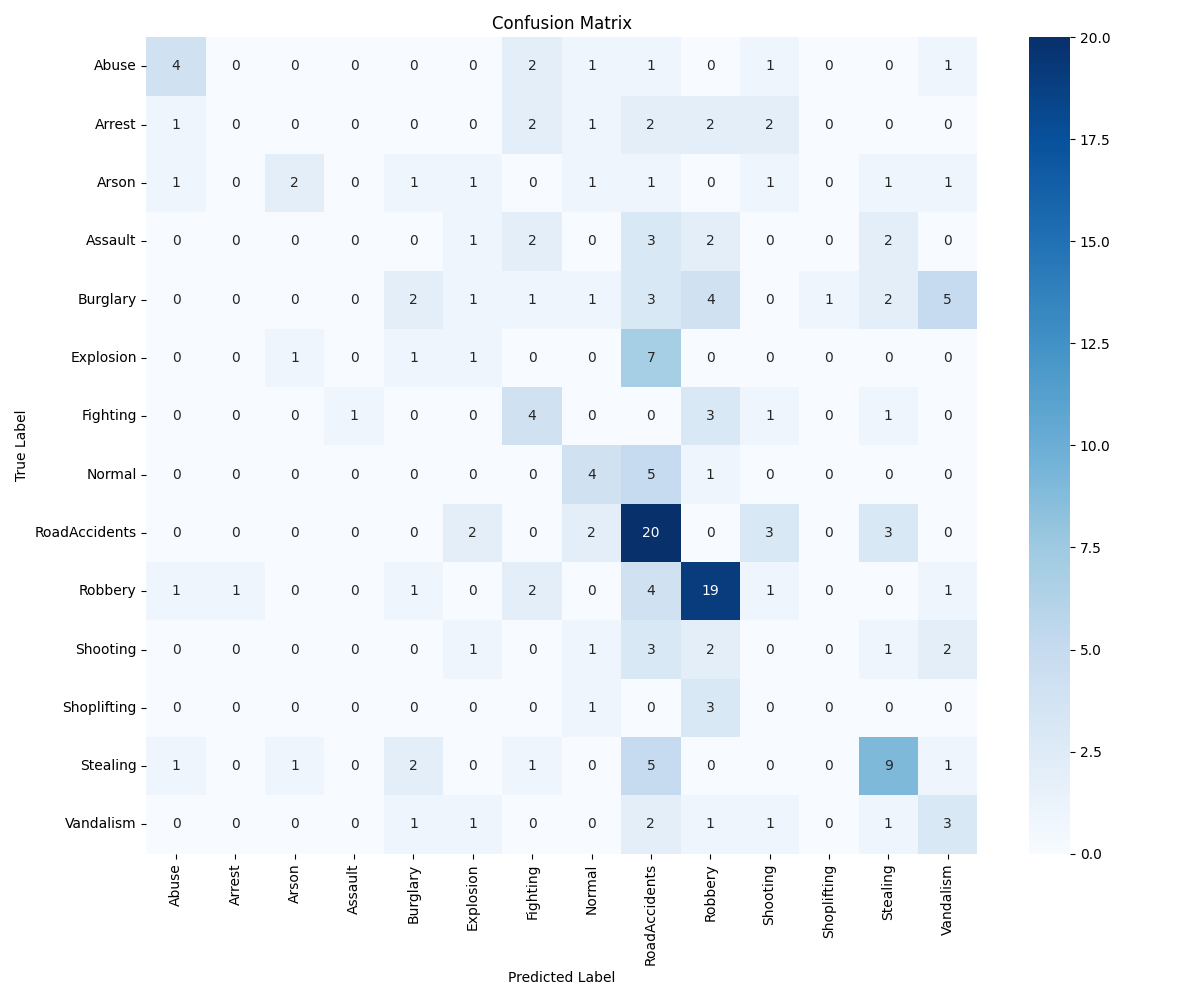 Confusion Matrix
Abuse 4 0 0 0 0 0 2 1 1 0 1 0 0 1
Arrest 1 0 0 0 0 0 2 1 2 2 2 0 0 0
Arson 1 0 2 0 1 1 0 1 1 0 1 0 1 1
Assault 0 0 0 0 0 1 2 0 3 2 0 0 2 0
Burglary 0 0 0 0 2 1 1 1 3 4 0 1 2 5
Explosion 0 0 1 0 1 1 0 0 7 0 0 0 0 0
Fighting 0 0 0 1 0 0 4 0 0 3 1 0 1 0
Normal 0 0 0 0 0 0 0 4 5 1 0 0 0 0
RoadAccidents 0 0 0 0 0 2 0 2 20 0 3 0 3 0
Robbery 1 1 0 0 1 0 2 0 4 19 1 0 0 1
Shooting 0 0 0 0 0 1 0 1 3 2 0 0 1 2
Shoplifting 0 0 0 0 0 0 0 1 0 3 0 0 0 0
Stealing 1 0 1 0 2 0 1 0 5 0 0 0 9 1
Vandalism 0 0 0 0 1 1 0 0 2 1 1 0 1 3
True Label
Abuse Arrest Arson Assault Burglary Explosion Fighting Normal RoadAccidents Robbery Shooting Shoplifting Stealing Vandalism
Predicted Label
20.0
17.5
15.0
12.5
10.0
7.5
5.0
2.5
0.0